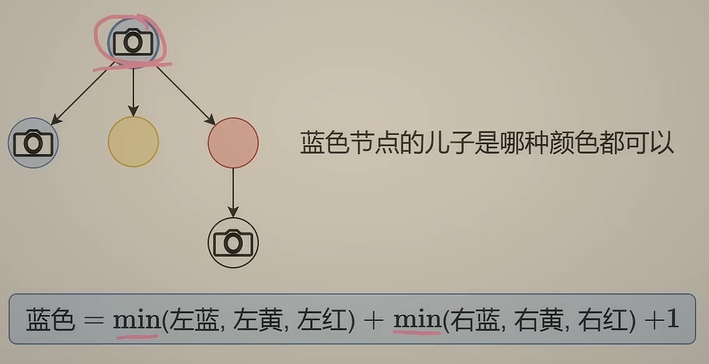 蓝色节点的儿子是哪种颜色都可以
蓝色 = min(左蓝, 左黄, 左红) + min(右蓝, 右黄, 右红) +1